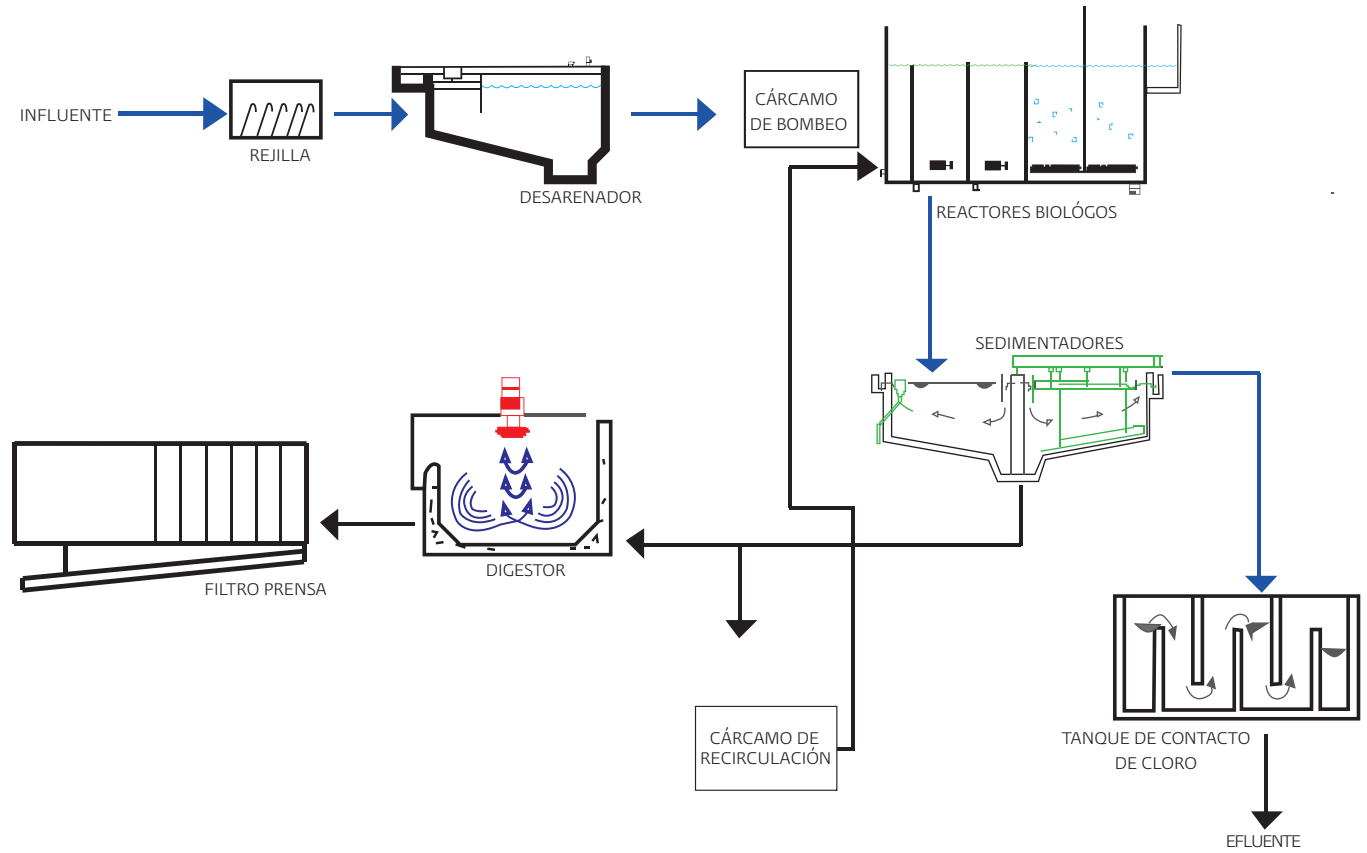 INFLUENTE
REJILLA
DESARENADOR
CÁRCAMO
DE BOMBEO
REACTORES BIOLÓGOS
SEDIMENTADORES
DIGESTOR
FILTRO PRENSA
CÁRCAMO DE
RECIRCULACIÓN
TANQUE DE CONTACTO
DE CLORO
EFLUENTE